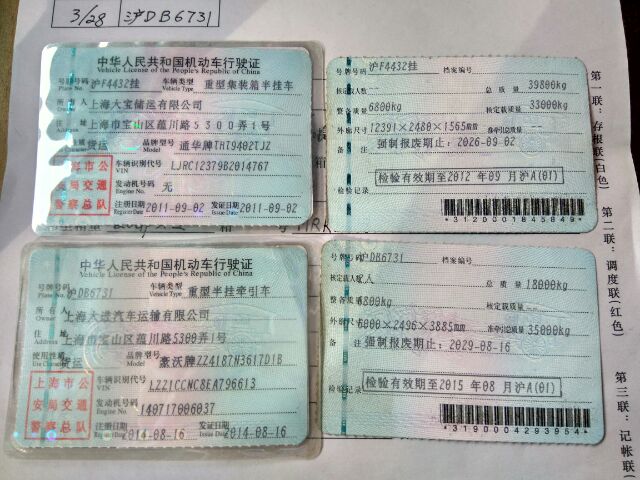 3/28 沪DB6731
中华人民共和国机动车行驶证
Vehicle License of the People's Republic of China
号牌号码 Plate No. 沪F4432挂 车辆类型 Vehicle Type 重型集装箱半挂车
所有人 上海大宝储运有限公司
住址 上海市宝山区蕴川路5300弄1号
货运 品牌型号 Model 通华牌THT9402TJZ
上海市公安局交通警察总队
车辆识别代号 VIN LJRC12379B2014767
发动机号码 Engine No. 无
注册日期 Register Date 2011-09-02 发证日期 Issue Date 2011-09-02
号牌号码 沪F4432挂 档案编号
核定载人数 总质量 39800kg
整备质量 6800kg 核定载质量 33000kg
外廓尺寸 12391×2480×1565 准牵引总质量
备注 强制报废期止: 2026-09-02
检验记录 检验有效期至2012年09月沪A(01)
*3120001845849*
中华人民共和国机动车行驶证
Vehicle License of the People's Republic of China
号牌号码 Plate No. 沪DB6731 车辆类型 Vehicle Type 重型半挂牵引车
所有人 上海大进汽车运输有限公司
住址 上海市宝山区蕴川路5300弄1号
使用性质 货运 品牌型号 Model 豪沃牌ZZ4187N3617D1B
上海市公安局交通警察总队
车辆识别代号 VIN LZZ1CCNC8EA796613
发动机号码 Engine No. 140717006037
注册日期 Register Date 2014-08-16 发证日期 Issue Date 2014-08-16
号牌号码 沪DB6731 档案编号
核定载人数 总质量 18000kg
整备质量 核定载质量
外廓尺寸 ×2496×3885 准牵引总质量 35000kg
备注 强制报废期止: 2029-08-16
检验记录 检验有效期至2015年08月沪A(01)
*3190004293954*
第一联:存根联(白色)
第二联:调度联(红色)
第三联:记帐联(